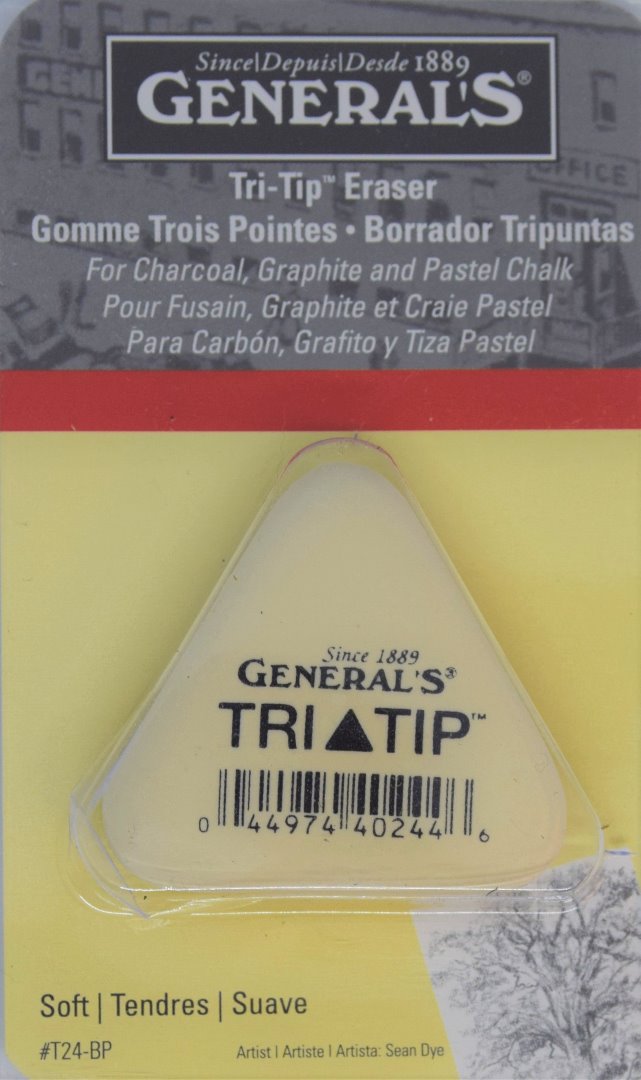 Since|Depuis|Desde 1889
GENERAL'S®
Tri-Tip™ Eraser
Gomme Trois Pointes • Borrador Tripuntas
For Charcoal, Graphite and Pastel Chalk
Pour Fusain, Graphite et Craie Pastel
Para Carbón, Grafito y Tiza Pastel
OFFICE
Since 1889
GENERAL'S®
TRI▲TIP™
0 44974 40244 6
Soft | Tendres | Suave
#T24-BP
Artist | Artiste | Artista: Sean Dye